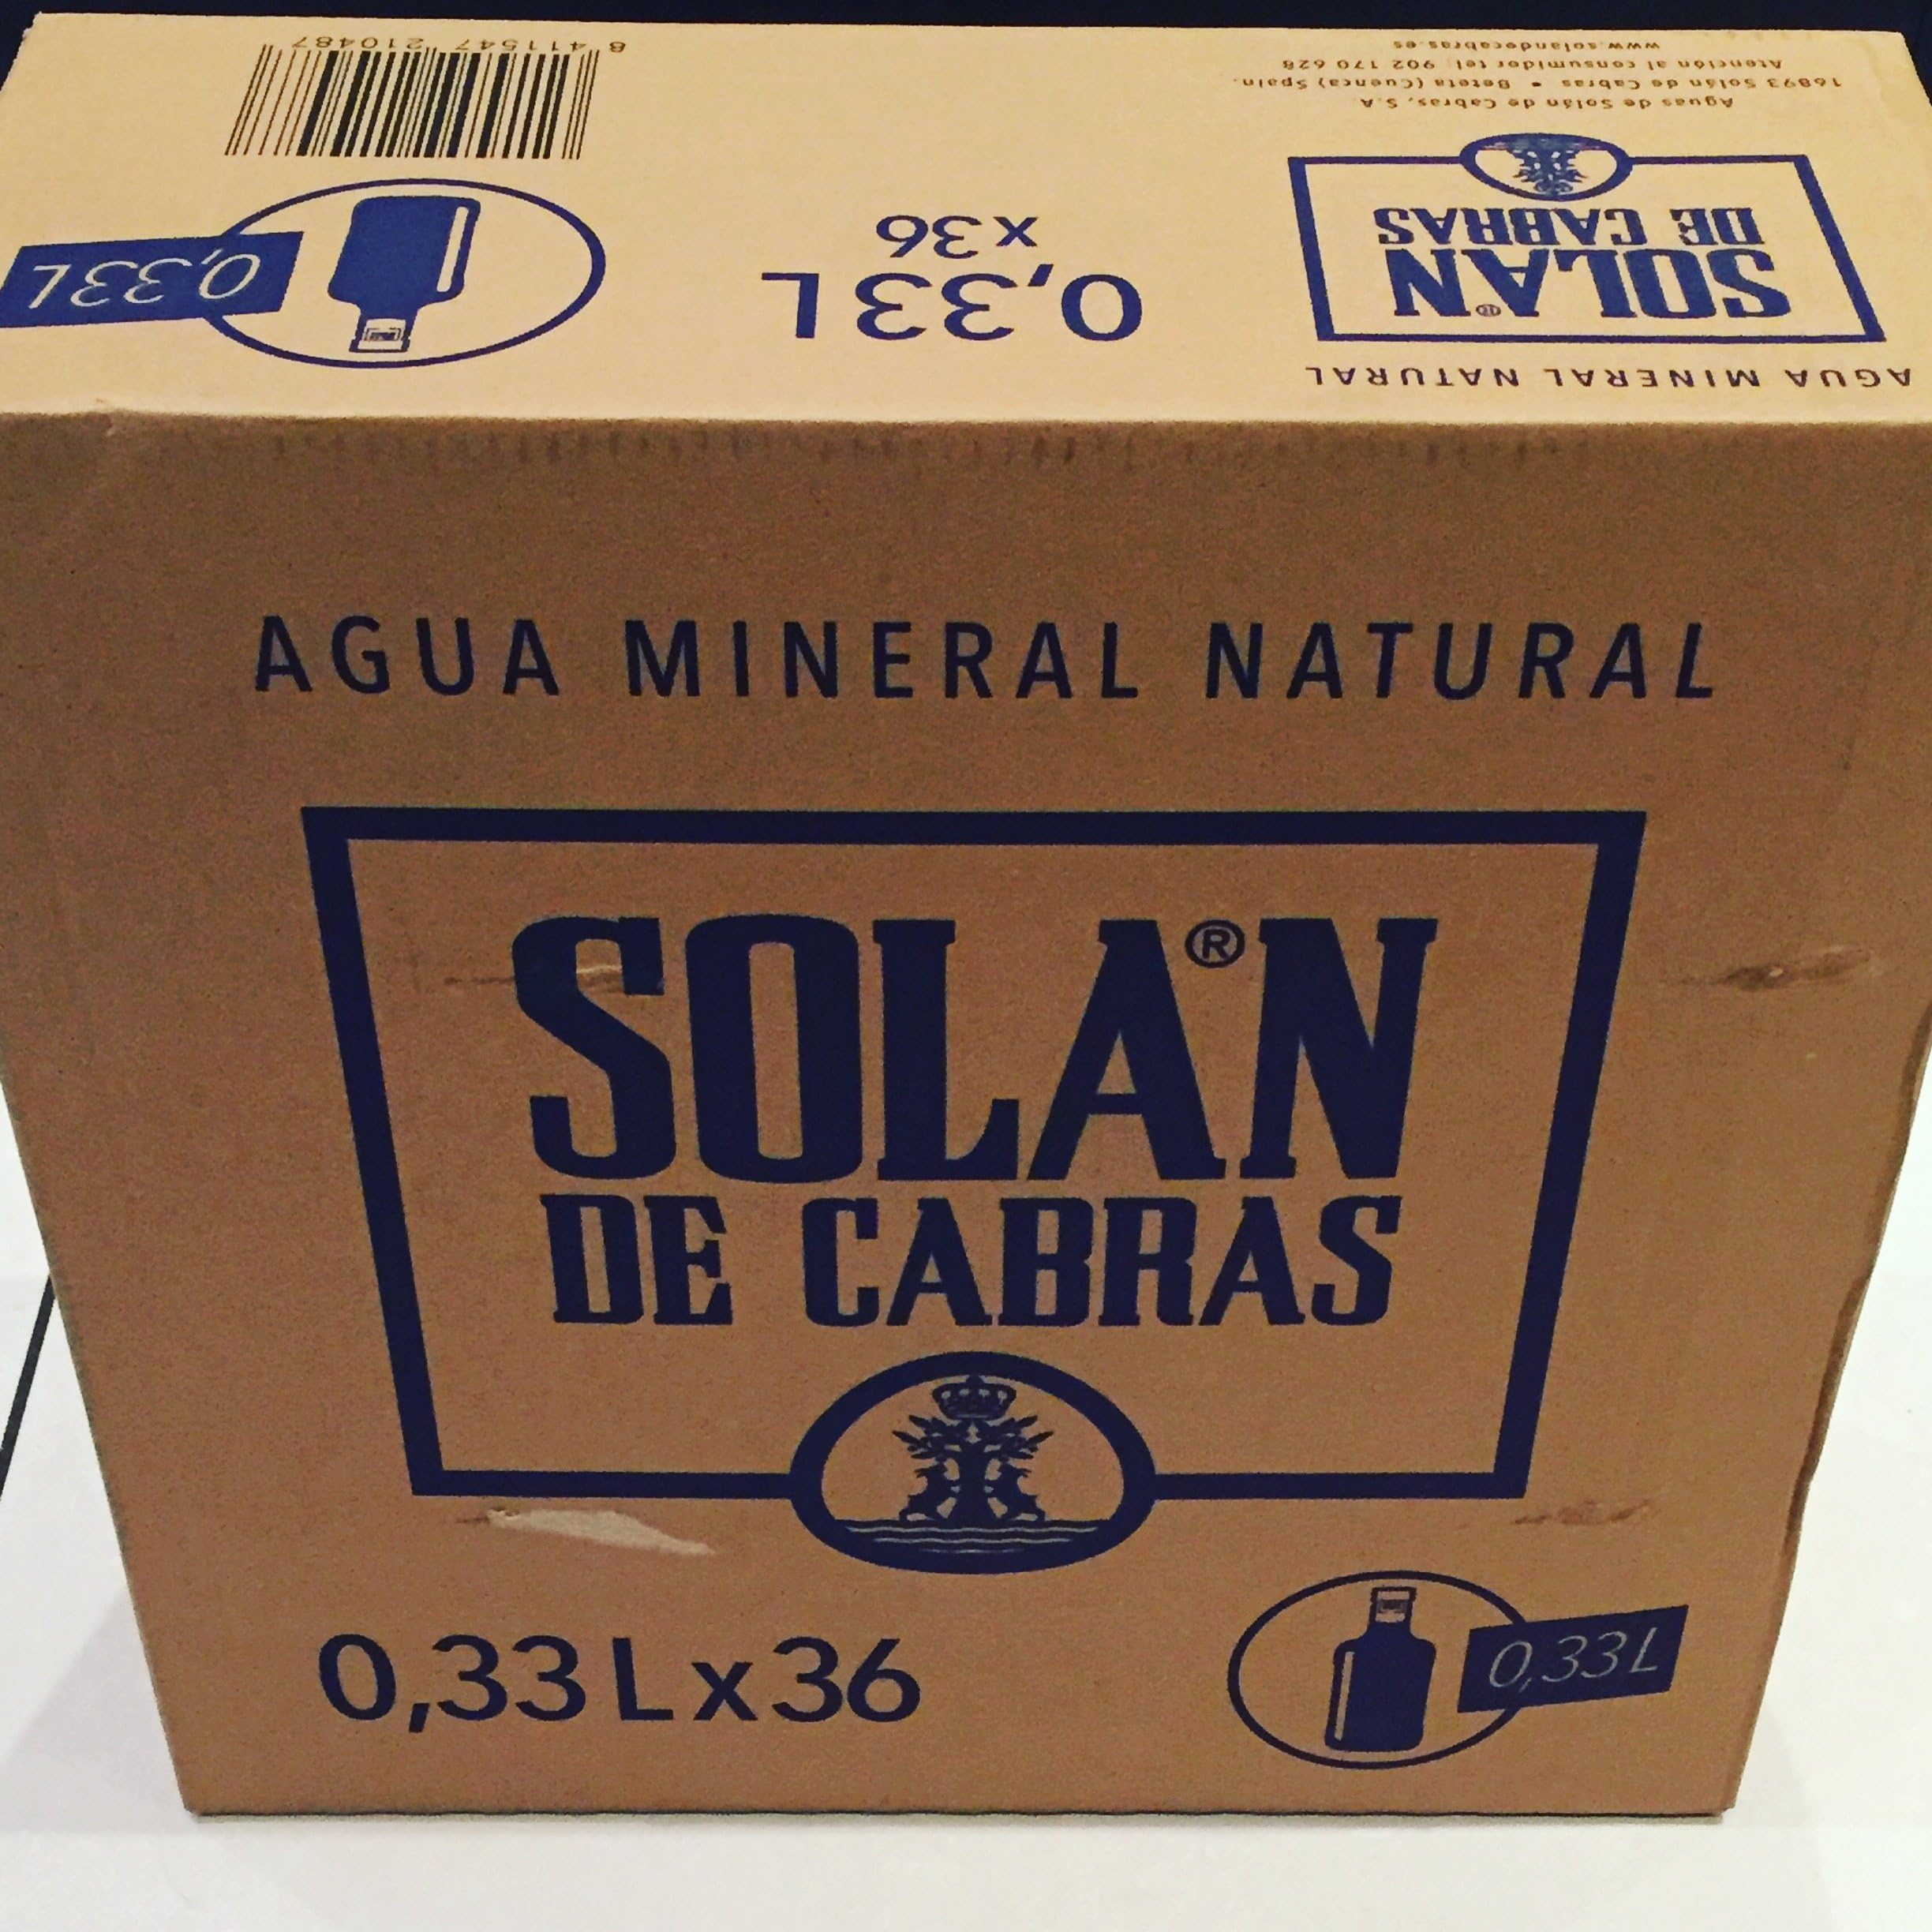 8 411547 210487
0,33L
0,33L
x36
AGUA MINERAL NATURAL
SOLAN®
DE CABRAS
Aguas de Solán de Cabras, S.A.
16893 Solán de Cabras • Beteta (Cuenca) Spain.
Atención al consumidor tel. 902 170 628
www.solandecabras.es
AGUA MINERAL NATURAL
SOLAN®
DE CABRAS
0,33 L x 36
0,33L